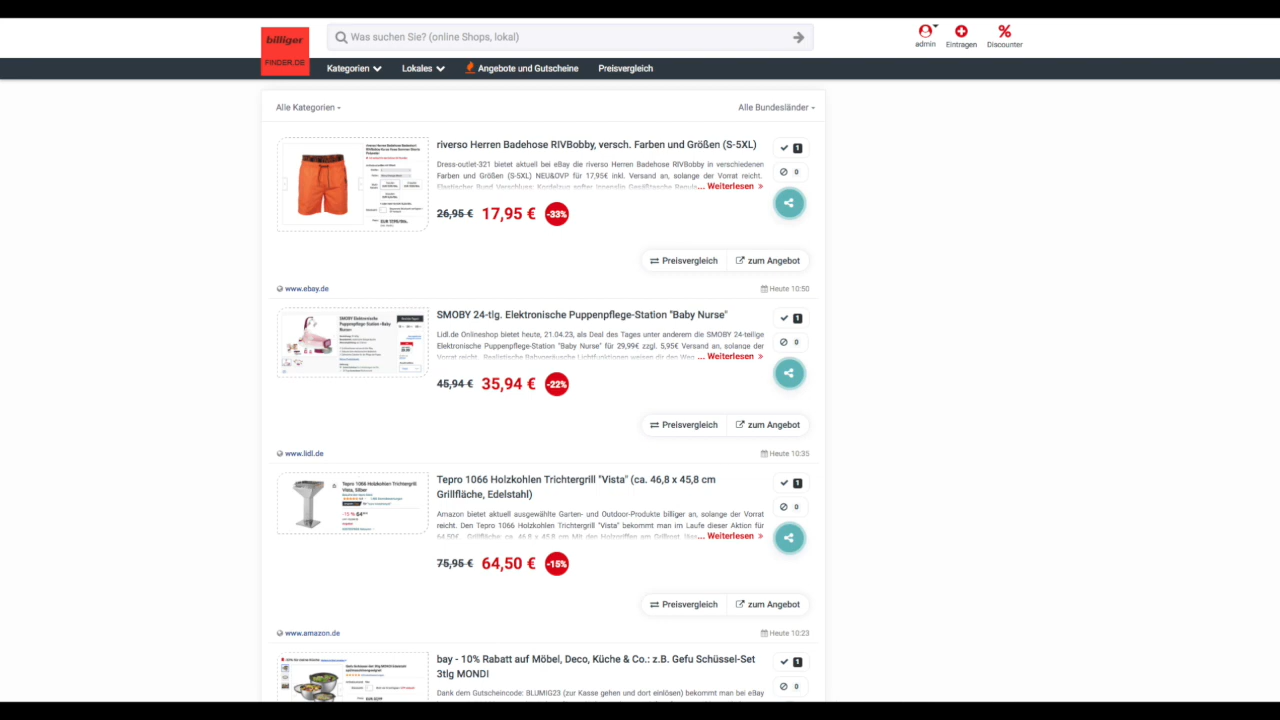 billiger
FINDER.DE
Was suchen Sie? (online Shops, lokal)
admin
Eintragen
Discounter
Kategorien
Lokales
Angebote und Gutscheine
Preisvergleich
Alle Kategorien
Alle Bundesländer
riverso Herren Badehose RIVBobby, versch. Farben und Größen (S-5XL)
Dress-outlet-321 bietet aktuell bei eBay die riverso Herren Badehose RIVBobby in verschiedenen
Farben und Größen (S-5XL) NEU&OVP für 17,95€ inkl. Versand an, solange der Vorrat reicht.
... Weiterlesen »
26,95 € 17,95 € -33%
1
0
Preisvergleich
zum Angebot
www.ebay.de
Heute 10:50
SMOBY 24-tlg. Elektronische Puppenpflege-Station "Baby Nurse"
Lidl.de Onlineshop bietet heute, 21.04.23, als Deal des Tages unter anderem die SMOBY 24-teilige
Elektronische Puppenpflege-Station "Baby Nurse" für 29,99€ zzgl. 5,95€ Versand an, solange der
... Weiterlesen »
45,94 € 35,94 € -22%
1
0
Preisvergleich
zum Angebot
www.lidl.de
Heute 10:35
Tepro 1066 Holzkohlen Trichtergrill "Vista" (ca. 46,8 x 45,8 cm
Grillfläche, Edelstahl)
Amazon bietet aktuell ausgewählte Garten- und Outdoor-Produkte billiger an, solange der Vorrat
reicht. Den Tepro 1066 Holzkohlen Trichtergrill "Vista" bekommt man im Laufe dieser Aktion für
... Weiterlesen »
75,95 € 64,50 € -15%
1
0
Preisvergleich
zum Angebot
www.amazon.de
Heute 10:23
bay - 10% Rabatt auf Möbel, Deco, Küche & Co.: z.B. Gefu Schüssel-Set
3tlg MONDI
Dank dem Gutscheincode: BLUMIG23 (zur Kasse gehen und dort einlösen) bekommt man bei eBay
1
0